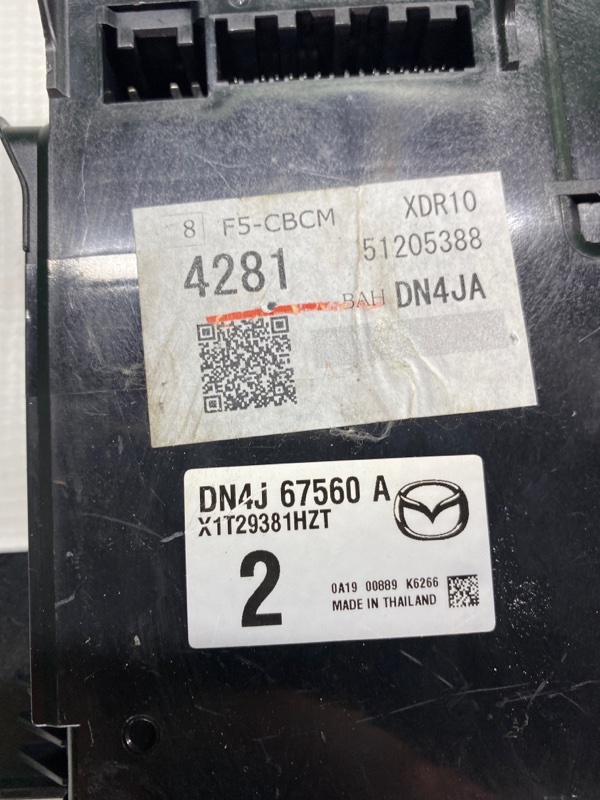 8 F5-CBCM XDR10
4281 51205388
BAH DN4JA
DN4J 67560 A
X1T29381HZT
2
0A19 00889 K6266
MADE IN THAILAND